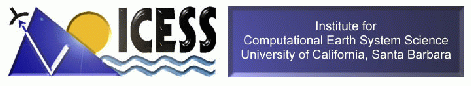 ICESS
Institute for
Computational Earth System Science
University of California, Santa Barbara